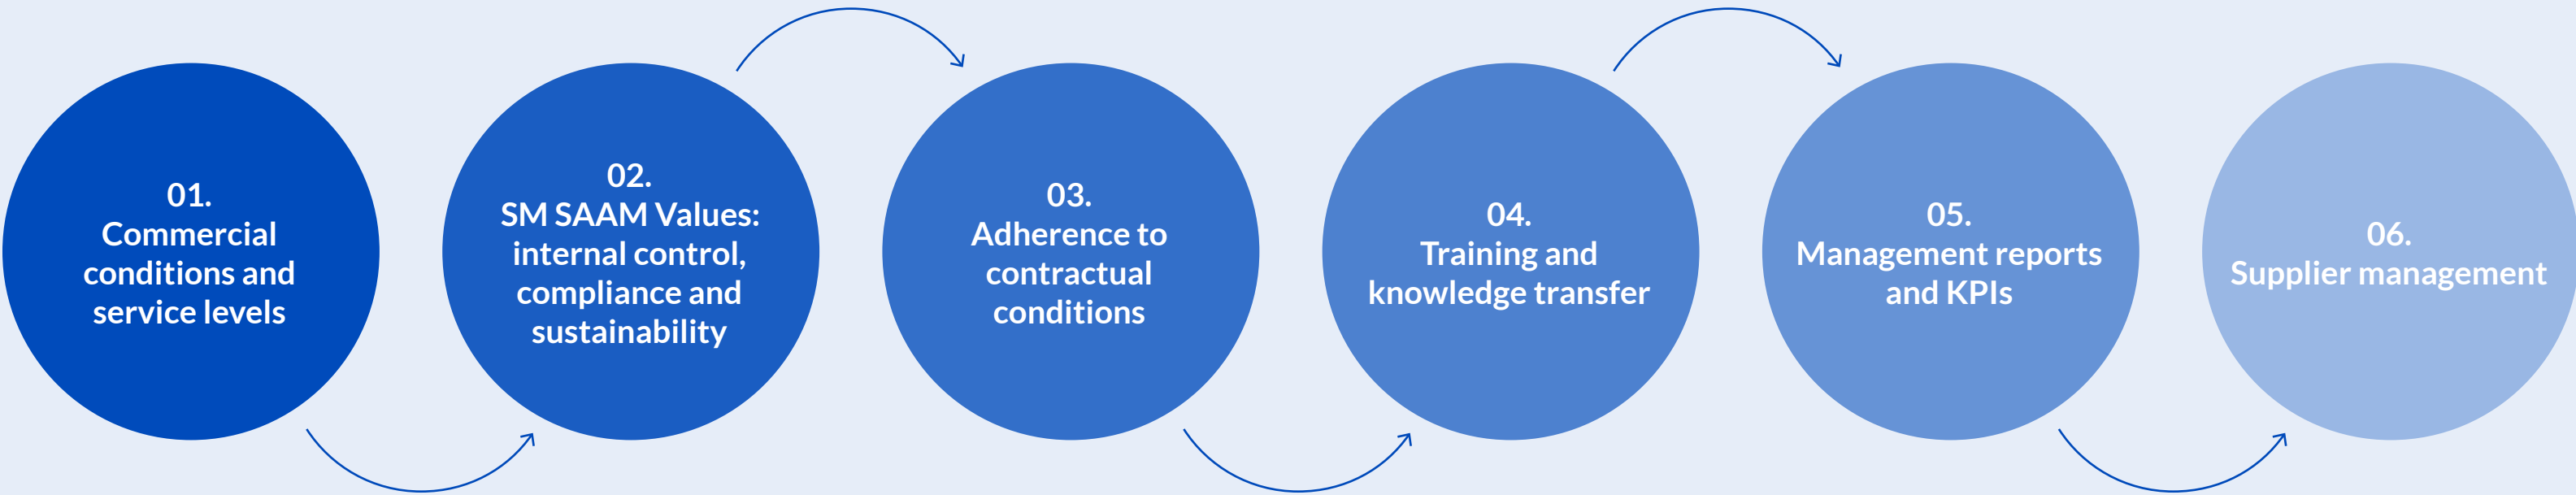 01.
Commercial
conditions and
service levels
02.
SM SAAM Values:
internal control,
compliance and
sustainability
03.
Adherence to
contractual
conditions
04.
Training and
knowledge transfer
05.
Management reports
and KPIs
06.
Supplier management